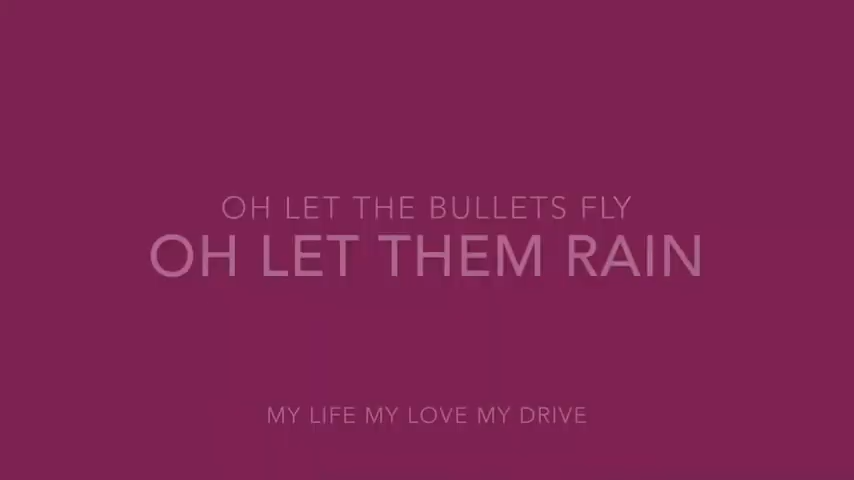 OH LET THE BULLETS FLY
OH LET THEM RAIN
MY LIFE MY LOVE MY DRIVE